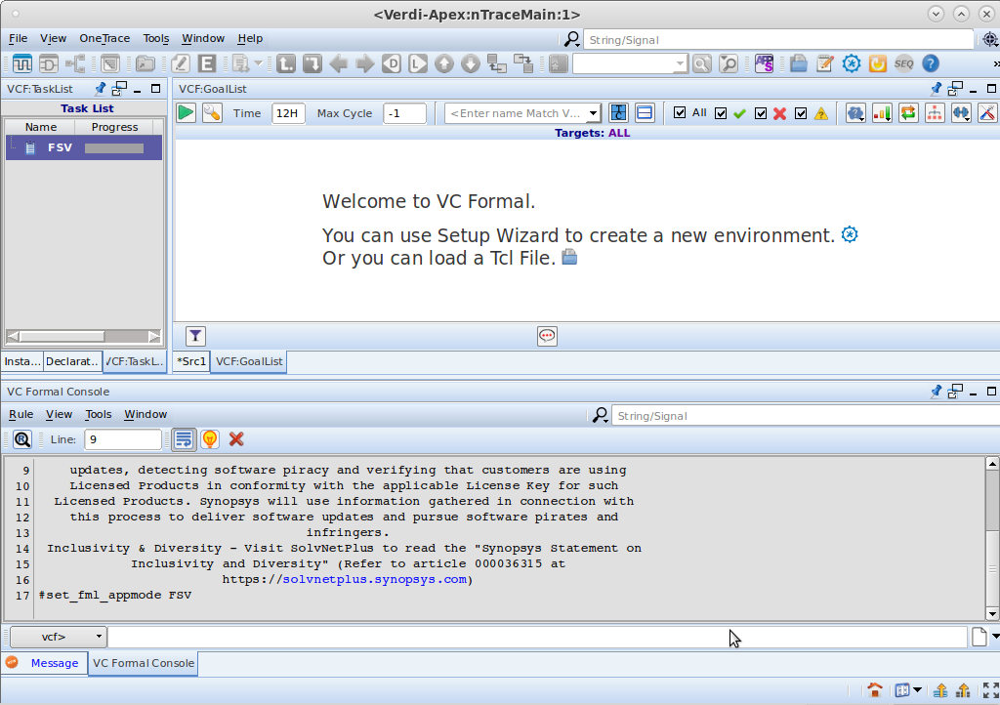 <Verdi-Apex:nTraceMain:1>
File View OneTrace Tools Window Help
String/Signal
E D L SEQ ?
VCF:TaskList
Task List
Name Progress
FSV
Insta... Declarat.. /CF:TaskL..
VCF:GoalList
Time 12H Max Cycle -1 <Enter name Match V... All
Targets: ALL
Welcome to VC Formal.
You can use Setup Wizard to create a new environment.
Or you can load a Tcl File.
*Src1 VCF:GoalList
VC Formal Console
Rule View Tools Window
String/Signal
R Line: 9
9 updates, detecting software piracy and verifying that customers are using
10 Licensed Products in conformity with the applicable License Key for such
11 Licensed Products. Synopsys will use information gathered in connection with
12 this process to deliver software updates and pursue software pirates and
13 infringers.
14 Inclusivity & Diversity - Visit SolvNetPlus to read the "Synopsys Statement on
15 Inclusivity and Diversity" (Refer to article 000036315 at
16 https://solvnetplus.synopsys.com)
17 #set_fml_appmode FSV
vcf>
Message VC Formal Console